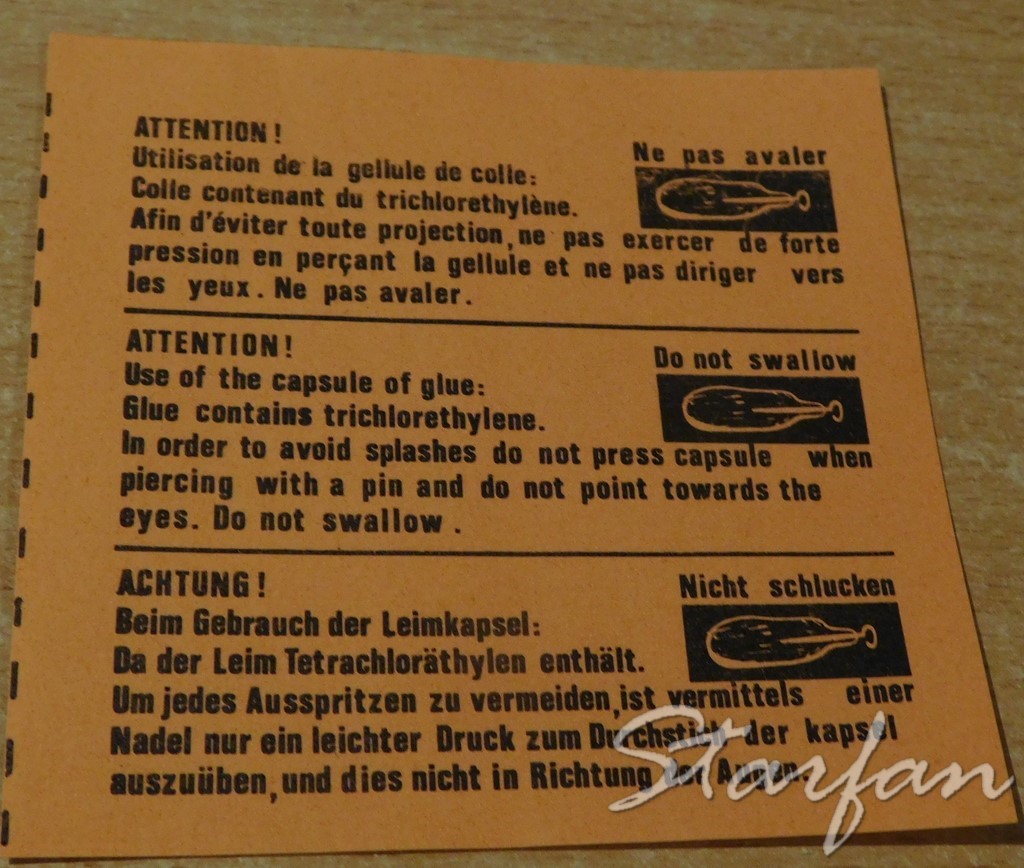 ATTENTION !
Utilisation de la gellule de colle:
Ne pas avaler
Colle contenant du trichlorethylène.
Afin d'éviter toute projection, ne pas exercer de forte
pression en perçant la gellule et ne pas diriger vers
les yeux. Ne pas avaler.
ATTENTION !
Use of the capsule of glue:
Do not swallow
Glue contains trichlorethylene.
In order to avoid splashes do not press capsule when
piercing with a pin and do not point towards the
eyes. Do not swallow.
ACHTUNG !
Beim Gebrauch der Leimkapsel:
Nicht schlucken
Da der Leim Tetrachloräthylen enthält.
Um jedes Ausspritzen zu vermeiden, ist vermittels einer
Nadel nur ein leichter Druck zum Durchstich der kapsel
auszuüben, und dies nicht in Richtung der Augen.
Starfan